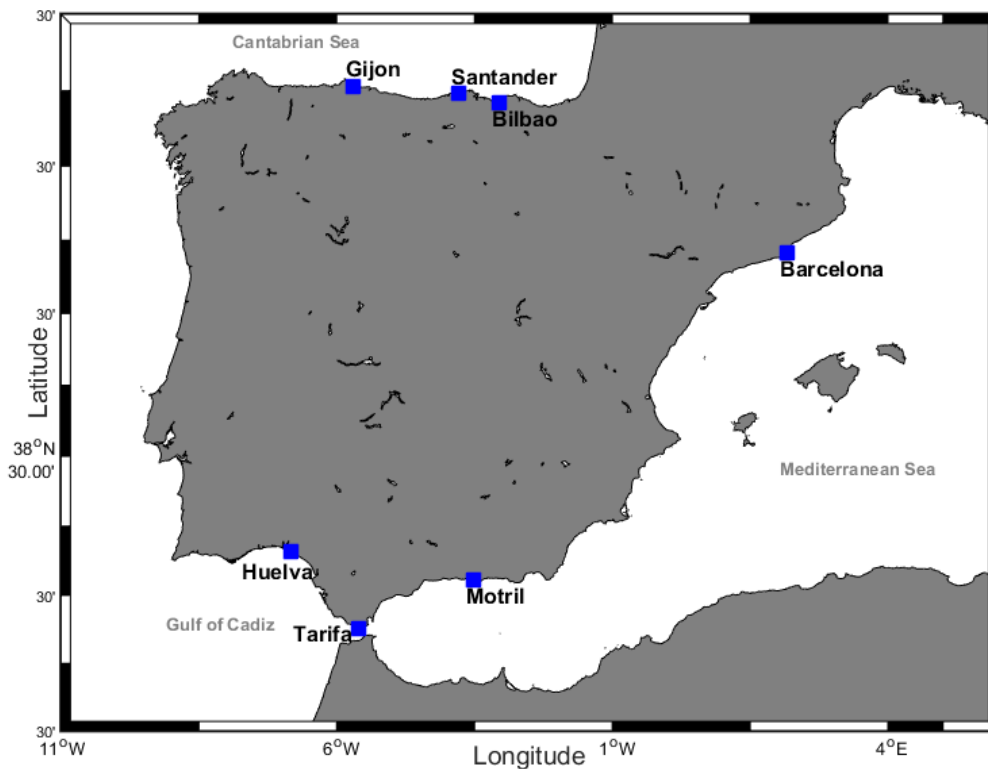 30'
Cantabrian Sea
Gijon
Santander
Bilbao
30'
Barcelona
30'
Latitude
38°N
30.00'
Mediterranean Sea
Huelva
Motril
30'
Gulf of Cadiz
Tarifa
30'
11°W
6°W
1°W
4°E
Longitude